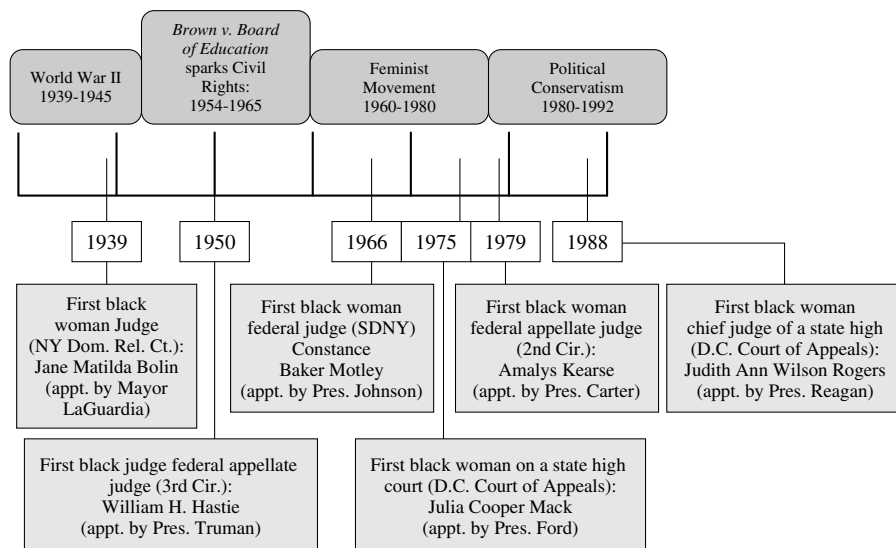 World War II
1939-1945
Brown v. Board
of Education
sparks Civil
Rights:
1954-1965
Feminist
Movement
1960-1980
Political
Conservatism
1980-1992
1939
1950
1966
1975
1979
1988
First black
woman Judge
(NY Dom. Rel. Ct.):
Jane Matilda Bolin
(appt. by Mayor
LaGuardia)
First black woman
federal judge (SDNY)
Constance
Baker Motley
(appt. by Pres. Johnson)
First black woman
federal appellate judge
(2nd Cir.):
Amalys Kearse
(appt. by Pres. Carter)
First black woman
chief judge of a state high
(D.C. Court of Appeals):
Judith Ann Wilson Rogers
(appt. by Pres. Reagan)
First black judge federal appellate
judge (3rd Cir.):
William H. Hastie
(appt. by Pres. Truman)
First black woman on a state high
court (D.C. Court of Appeals):
Julia Cooper Mack
(appt. by Pres. Ford)